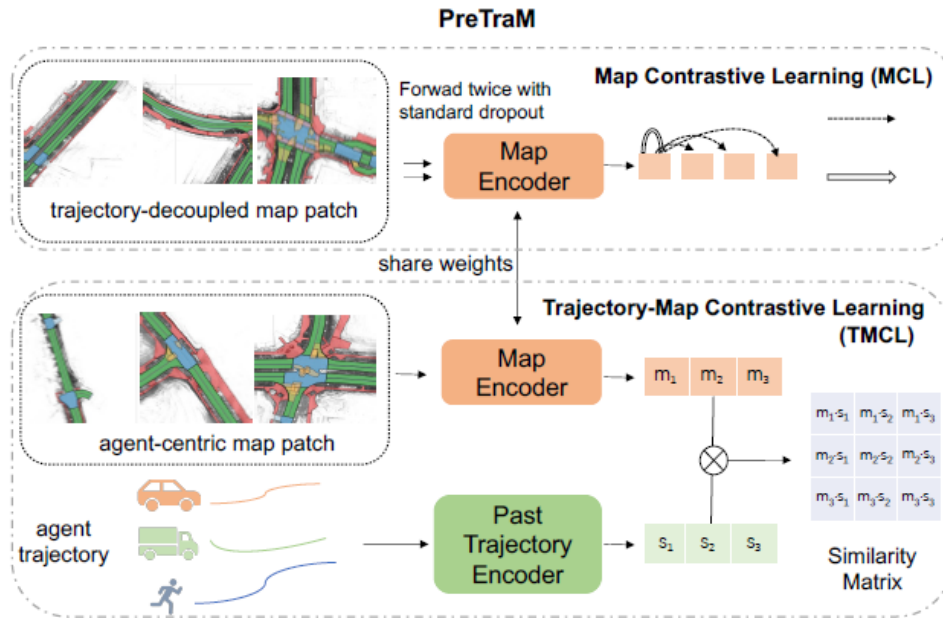 PreTraM
Map Contrastive Learning (MCL)
Forwad twice with
standard dropout
Map
Encoder
trajectory-decoupled map patch
share weights
Trajectory-Map Contrastive Learning
(TMCL)
Map
Encoder
m₁ m₂ m₃
agent-centric map patch
m₁·s₁ m₁·s₂ m₁·s₃
m₂·s₁ m₂·s₂ m₂·s₃
m₃·s₁ m₃·s₂ m₃·s₃
agent
trajectory
Past
Trajectory
Encoder
s₁ s₂ s₃
Similarity
Matrix